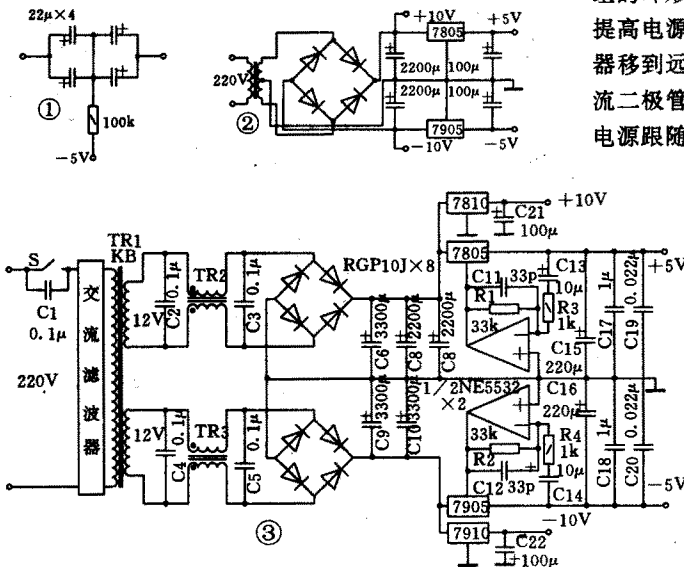 22μ×4
①
100k
−5V
220V
②
+10V
7805
+5V
2200μ
100μ
2200μ
100μ
7905
−10V
−5V
提高电源
器移到远
流二极管
电源跟随
S
C1
0.1μ
220V
交流滤波器
TR1
KB
12V
C2
0.1μ
TR2
C3
0.1μ
RGP10J×8
C6
3300μ
C8
2200μ
C8
2200μ
7810
+10V
C21
100μ
7805
+5V
C11
33p
R1
33k
C13
10μ
R3
1k
C15
220μ
C17
1μ
C19
0.022μ
1/2NE5532
×2
12V
C4
0.1μ
TR3
C5
0.1μ
C9
3300μ
C10
3300μ
C16
220μ
33k
R2
C12
33p
R4
1k
10μ
C14
C18
1μ
C20
0.022μ
7905
−5V
7910
−10V
C22
100μ
③